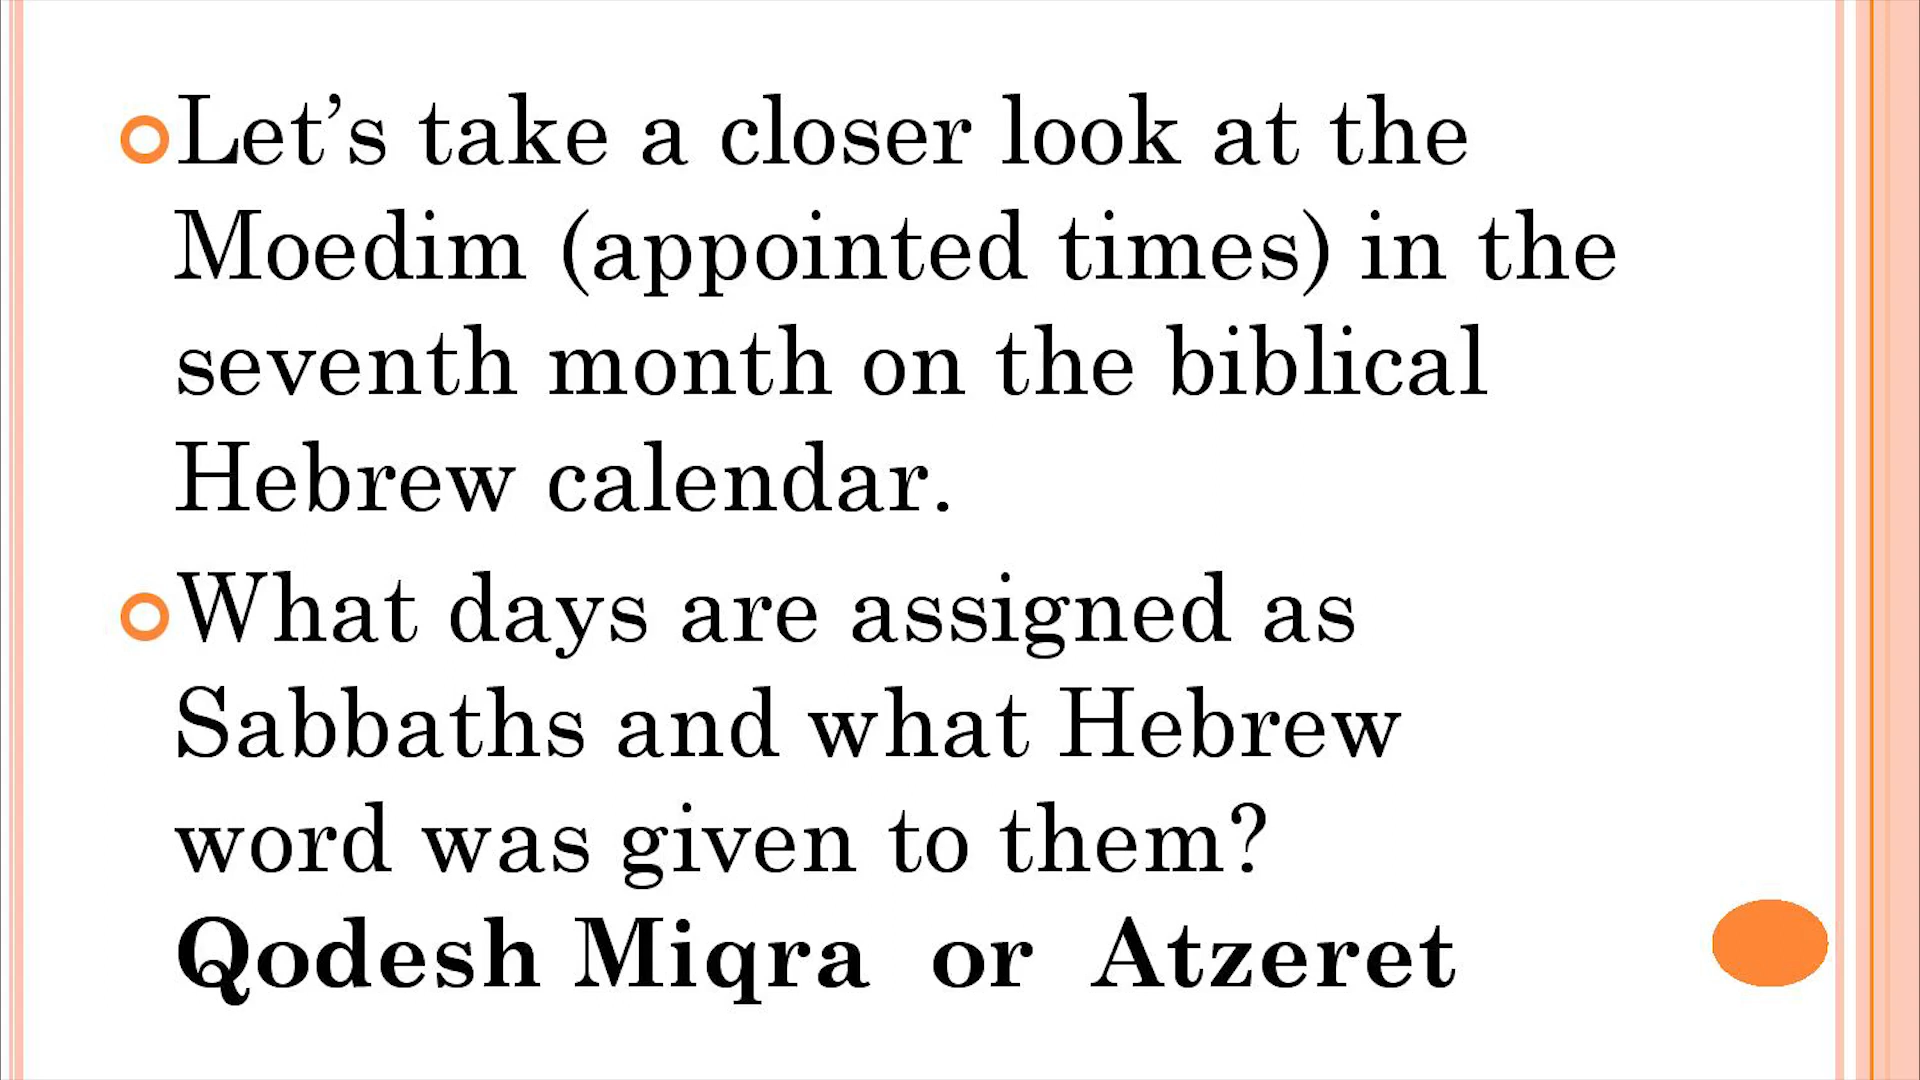 Let’s take a closer look at the
Moedim (appointed times) in the
seventh month on the biblical
Hebrew calendar.
What days are assigned as
Sabbaths and what Hebrew
word was given to them?
Qodesh Miqra or Atzeret